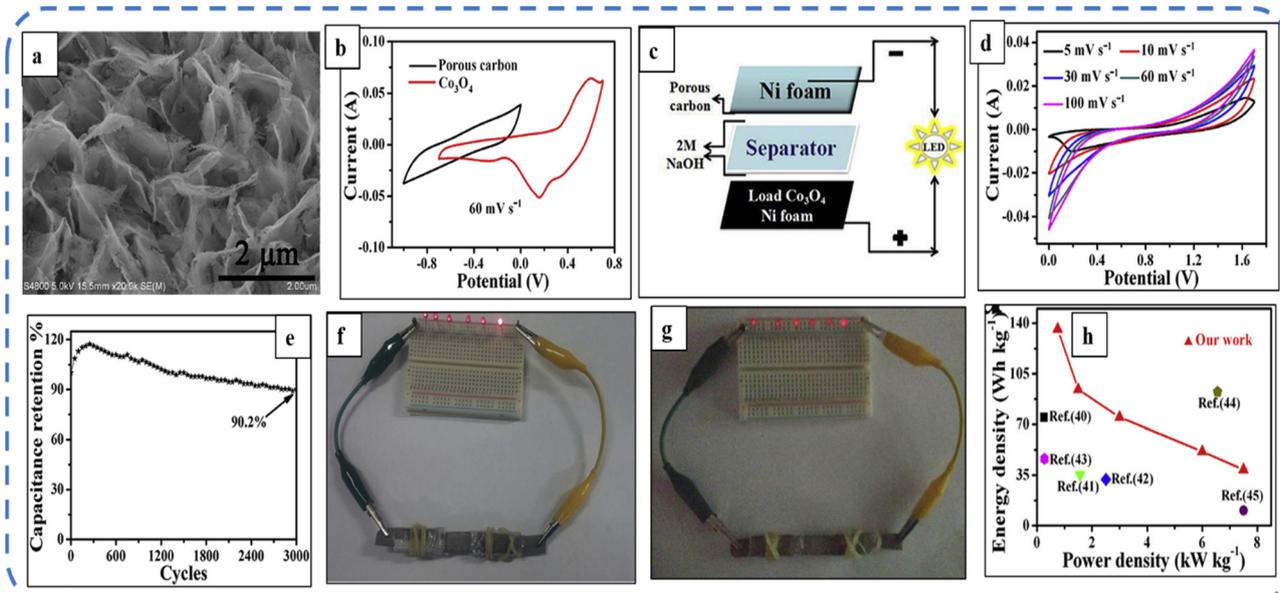 a
2 μm
S4800 5.0kV 15.5mm x20.0k SE(M)
2.00um
b
0.10
0.05
0.00
-0.05
-0.10
Current (A)
Porous carbon
Co₃O₄
60 mV s⁻¹
-0.8 -0.4 0.0 0.4 0.8
Potential (V)
c
Ni foam
Porous
carbon
Separator
2M
NaOH
Load Co₃O₄
Ni foam
−
LED
+
d
0.04
0.02
0.00
-0.02
-0.04
Current (A)
5 mV s⁻¹ 10 mV s⁻¹
30 mV s⁻¹ 60 mV s⁻¹
100 mV s⁻¹
0.0 0.4 0.8 1.2 1.6
Potential (V)
e
120
90
60
30
0
Capacitance retention %
90.2%
0 600 1200 1800 2400 3000
Cycles
f
g
h
140
105
70
35
0
Energy density (Wh kg⁻¹)
Our work
Ref.(44)
Ref.(40)
Ref.(43)
Ref.(41)
Ref.(42)
Ref.(45)
0 2 4 6 8
Power density (kW kg⁻¹)